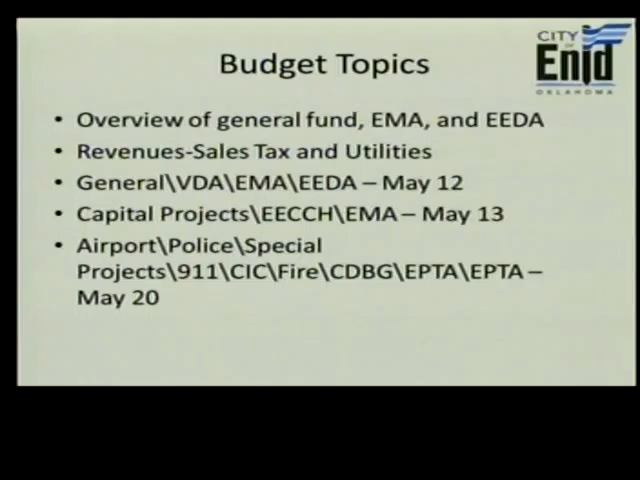 CITY
OF
Enid
OKLAHOMA
Budget Topics
• Overview of general fund, EMA, and EEDA
• Revenues-Sales Tax and Utilities
• General\VDA\EMA\EEDA – May 12
• Capital Projects\EECCH\EMA – May 13
• Airport\Police\Special
Projects\911\CIC\Fire\CDBG\EPTA\EPTA –
May 20